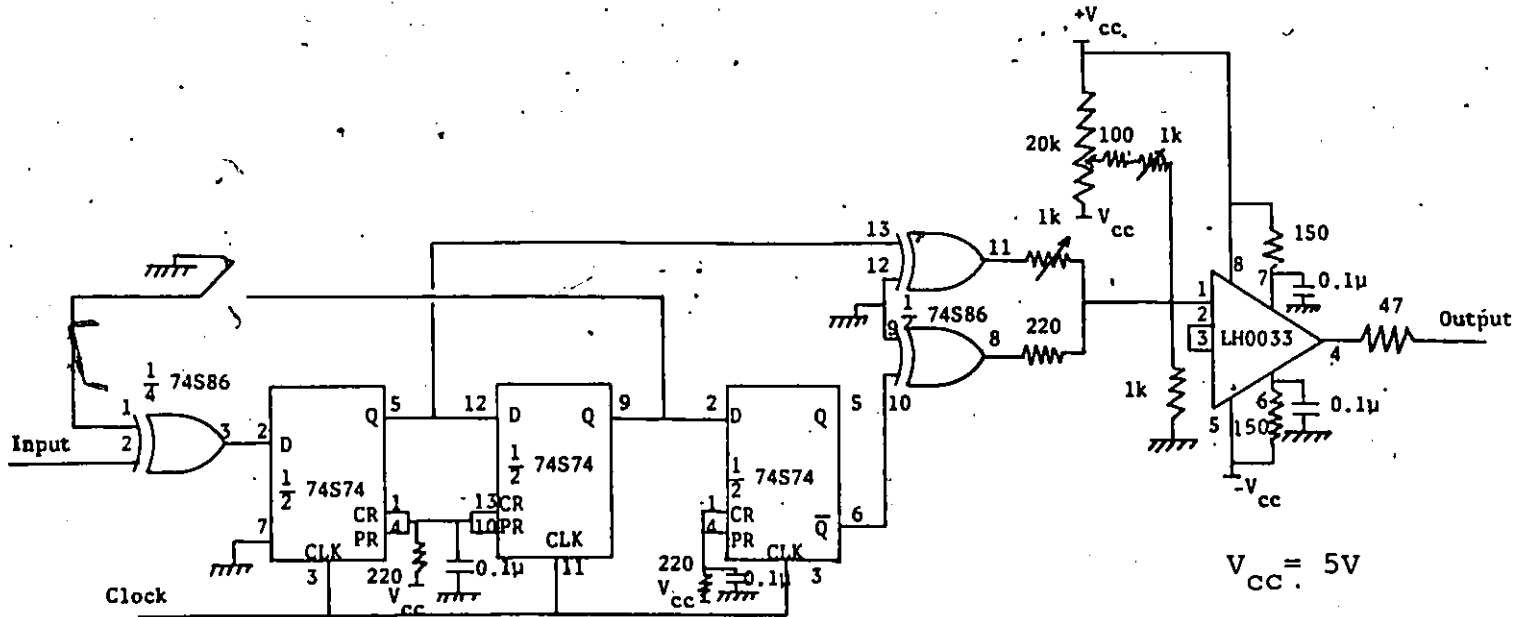 +Vcc.
20k
100
1k
1k
Vcc
150
8
7
0.1µ
13
12
11
1/2 74S86
9
8
220
10
1
2
3
LH0033
4
47
Output
1k
5
6
150
0.1µ
-Vcc
1/4 74S86
1
2
3
Input
2
D
Q
5
1/2 74S74
7
CR
1
PR
4
CLK
3
12
D
Q
9
1/2 74S74
13
CR
10
PR
CLK
11
220
Vcc
0.1µ
2
D
Q
5
1/2 74S74
1
CR
4
PR
Q̅
6
CLK
3
220
Vcc
0.1µ
Clock
Vcc. = 5V